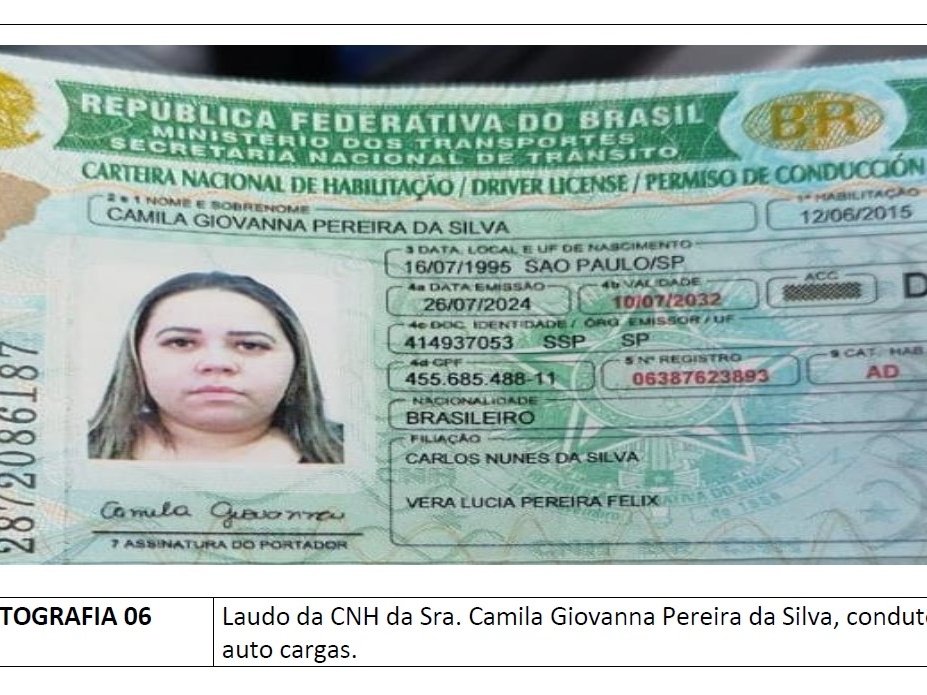 REPÚBLICA FEDERATIVA DO BRASIL
MINISTÉRIO DOS TRANSPORTES
SECRETARIA NACIONAL DE TRÂNSITO
BR
CARTEIRA NACIONAL DE HABILITAÇÃO / DRIVER LICENSE / PERMISO DE CONDUCCIÓN
2 e 1 NOME E SOBRENOME
CAMILA GIOVANNA PEREIRA DA SILVA
1ª HABILITAÇÃO
12/06/2015
3 DATA, LOCAL E UF DE NASCIMENTO
16/07/1995 SAO PAULO/SP
4a DATA EMISSÃO
26/07/2024
4b VALIDADE
10/07/2032
ACC
D
4c DOC. IDENTIDADE / ÓRG. EMISSOR / UF
414937053 SSP SP
4d CPF
455.685.488-11
5 Nº REGISTRO
06387623893
9 CAT. HAB
AD
NACIONALIDADE
BRASILEIRO
FILIAÇÃO
CARLOS NUNES DA SILVA
VERA LUCIA PEREIRA FELIX
Camila Giovanna
7 ASSINATURA DO PORTADOR
2872086187
TOGRAFIA 06
Laudo da CNH da Sra. Camila Giovanna Pereira da Silva, conduto
auto cargas.